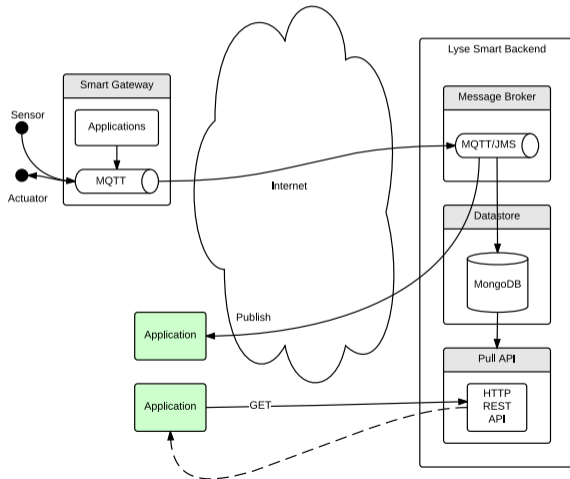 Lyse Smart Backend
Smart Gateway
Message Broker
Sensor
Applications
MQTT/JMS
MQTT
Internet
Actuator
Datastore
MongoDB
Publish
Application
Pull API
Application
GET
HTTP
REST
API